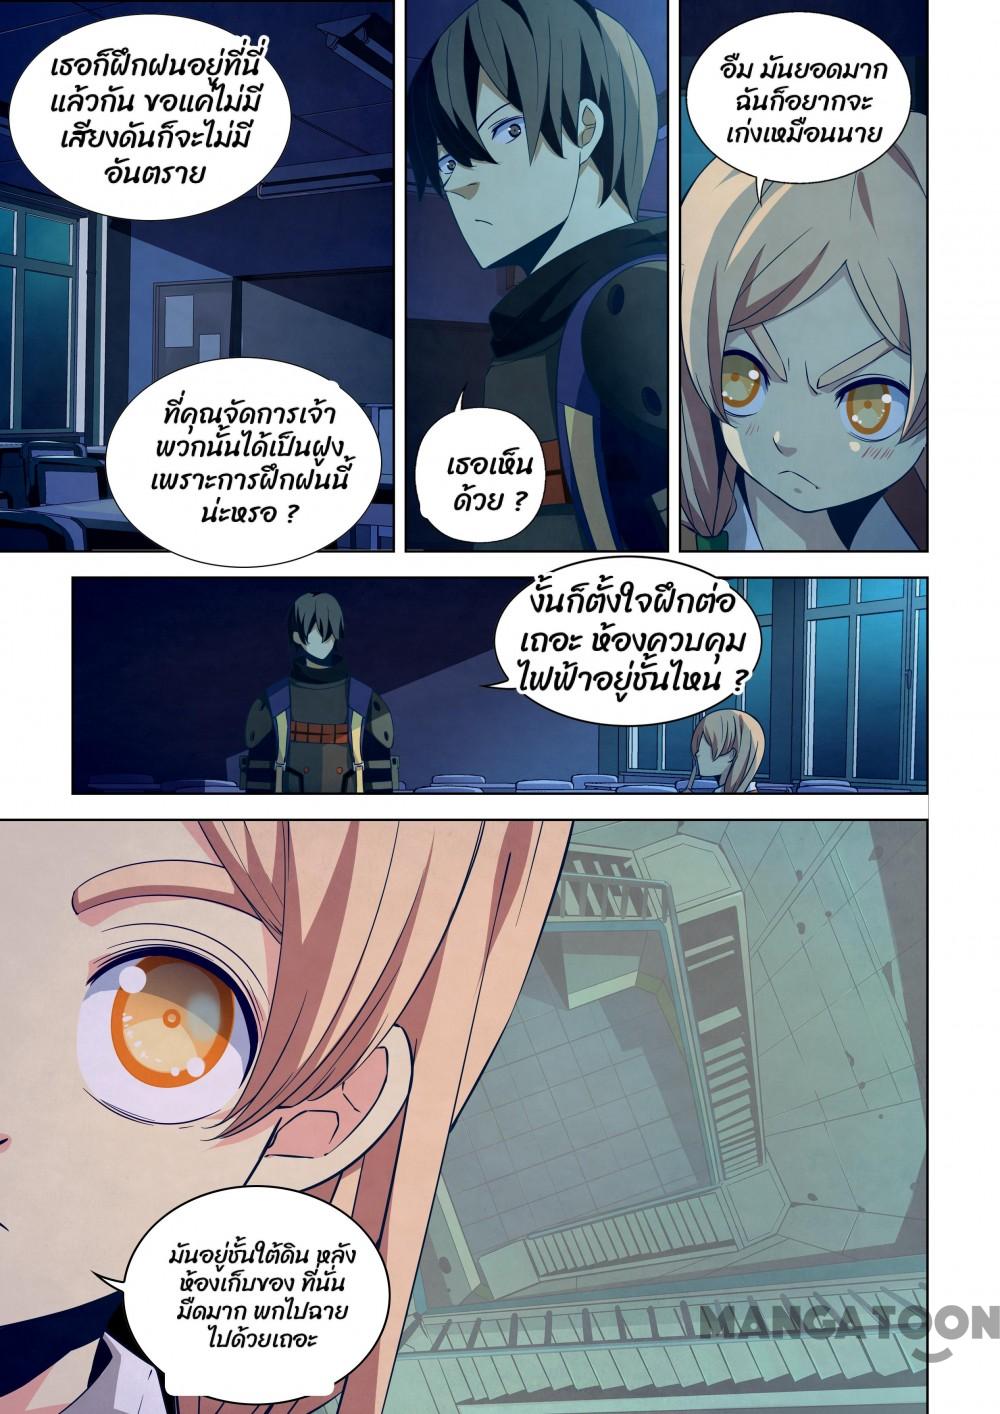 เธอก็ฝึกฝนอยู่ที่นี่
แล้วกัน ขอแค่ไม่มี
เสียงดังก็จะไม่มี
อันตราย
ที่คุณจัดการเจ้า
พวกนั้นได้เป็นฝูง
เพราะการฝึกฝนนี้
น่ะหรอ ?
เธอเห็น
ด้วย ?
อืม มันยอดมาก
ฉันก็อยากจะ
เก่งเหมือนนาย
งั้นก็ตั้งใจฝึกต่อ
เถอะ ห้องควบคุม
ไฟฟ้าอยู่ชั้นไหน ?
มันอยู่ชั้นใต้ดิน หลัง
ห้องเก็บของ ที่นั่น
มืดมาก พกไปฉาย
ไปด้วยเถอะ
MANGATOON